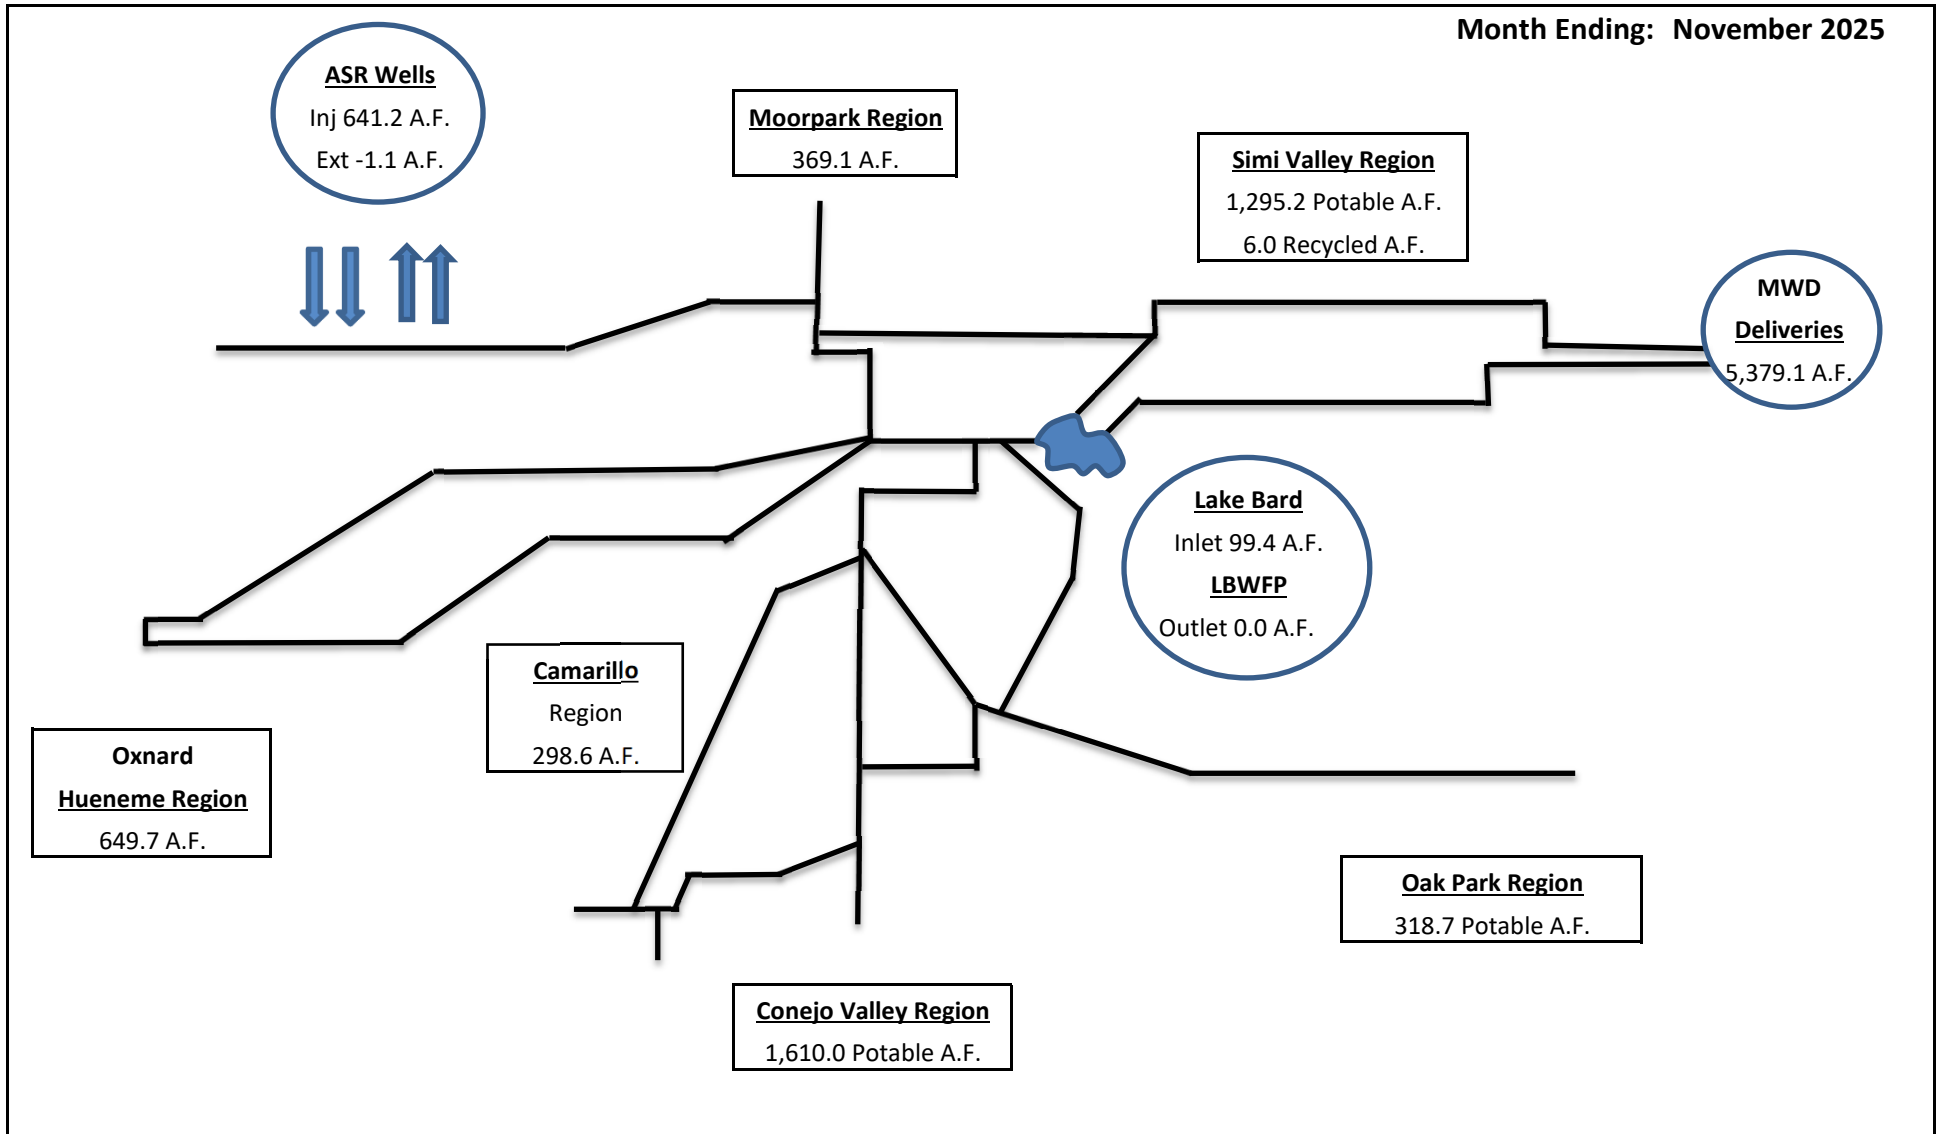 Month Ending: November 2025
ASR Wells
Inj 641.2 A.F.
Ext -1.1 A.F.
Moorpark Region
369.1 A.F.
Simi Valley Region
1,295.2 Potable A.F.
6.0 Recycled A.F.
MWD
Deliveries
5,379.1 A.F.
Lake Bard
Inlet 99.4 A.F.
LBWFP
Outlet 0.0 A.F.
Camarillo
Region
298.6 A.F.
Oxnard
Hueneme Region
649.7 A.F.
Oak Park Region
318.7 Potable A.F.
Conejo Valley Region
1,610.0 Potable A.F.